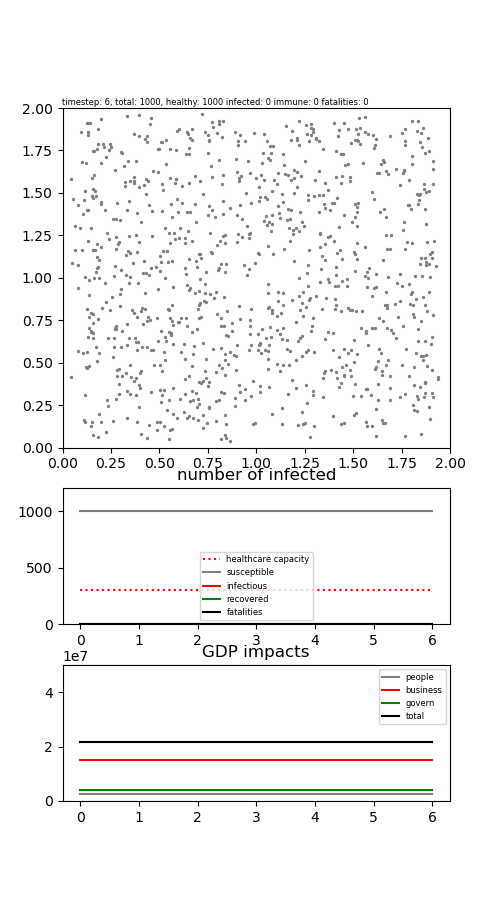 timestep: 6, total: 1000, healthy: 1000 infected: 0 immune: 0 fatalities: 0
2.00
1.75
1.50
1.25
1.00
0.75
0.50
0.25
0.00
0.00 0.25 0.50 0.75 1.00 1.25 1.50 1.75 2.00
number of infected
1000
500
0
healthcare capacity
susceptible
infectious
recovered
fatalities
0 1 2 3 4 5 6
GDP impacts
1e7
4
2
0
people
business
govern
total
0 1 2 3 4 5 6